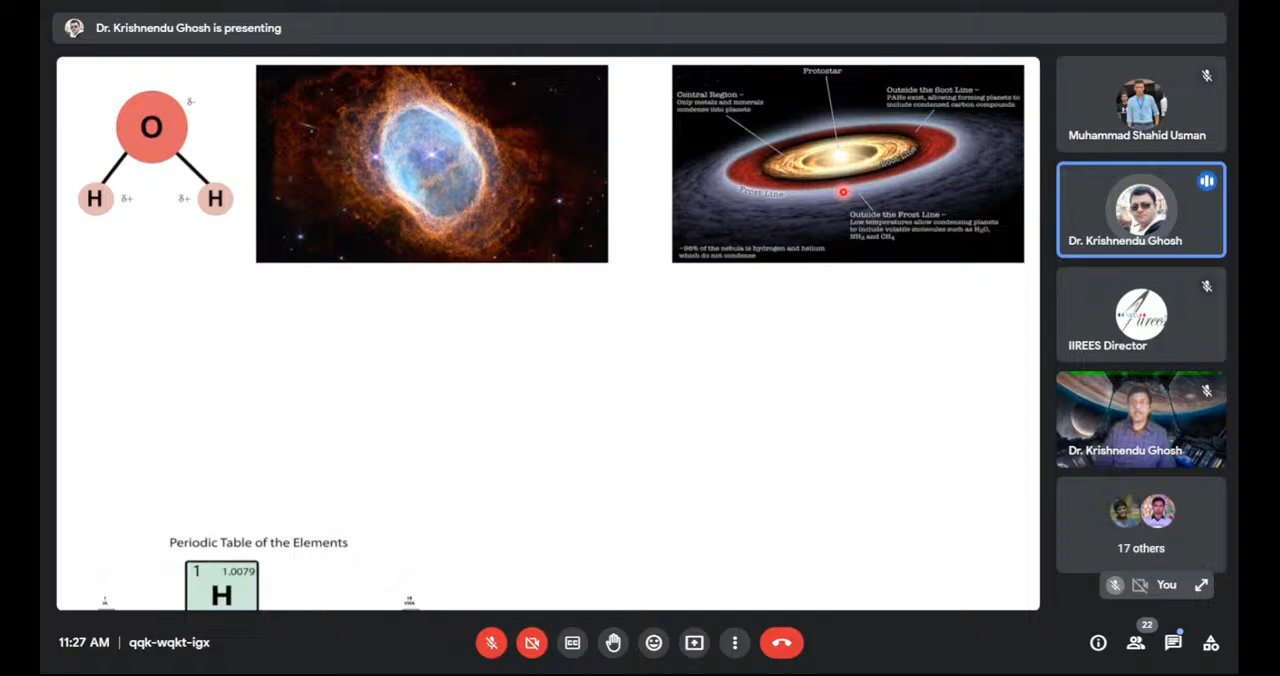 Dr. Krishnendu Ghosh is presenting
O
δ-
H
δ+
δ+
H
Protostar
Central Region –
Only metals and minerals
condense into planets
Outside the Soot Line –
PAHs exist, allowing forming planets to
include condensed carbon compounds
Soot Line
Frost Line
Outside the Frost Line –
Low temperatures allow condensing planets
to include volatile molecules such as H₂O,
NH₃ and CH₄
~98% of the nebula is hydrogen and helium
which do not condense
Periodic Table of the Elements
1 1.0079
H
Muhammad Shahid Usman
Dr. Krishnendu Ghosh
IIREES Director
Dr. Krishnendu Ghosh
17 others
You
11:27 AM | qqk-wqkt-igx
CC
22